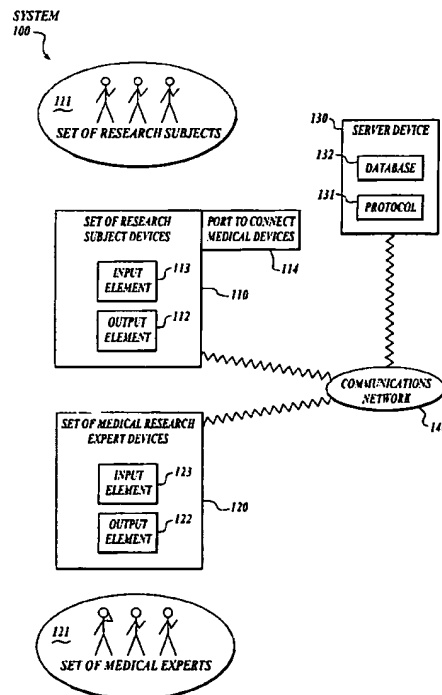 SYSTEM
100
111
SET OF RESEARCH SUBJECTS
130
SERVER DEVICE
132
DATABASE
131
PROTOCOL
SET OF RESEARCH
SUBJECT DEVICES
PORT TO CONNECT
MEDICAL DEVICES
114
INPUT
ELEMENT
113
110
OUTPUT
ELEMENT
112
COMMUNICATIONS
NETWORK
14
SET OF MEDICAL RESEARCH
EXPERT DEVICES
INPUT
ELEMENT
123
120
OUTPUT
ELEMENT
122
121
SET OF MEDICAL EXPERTS